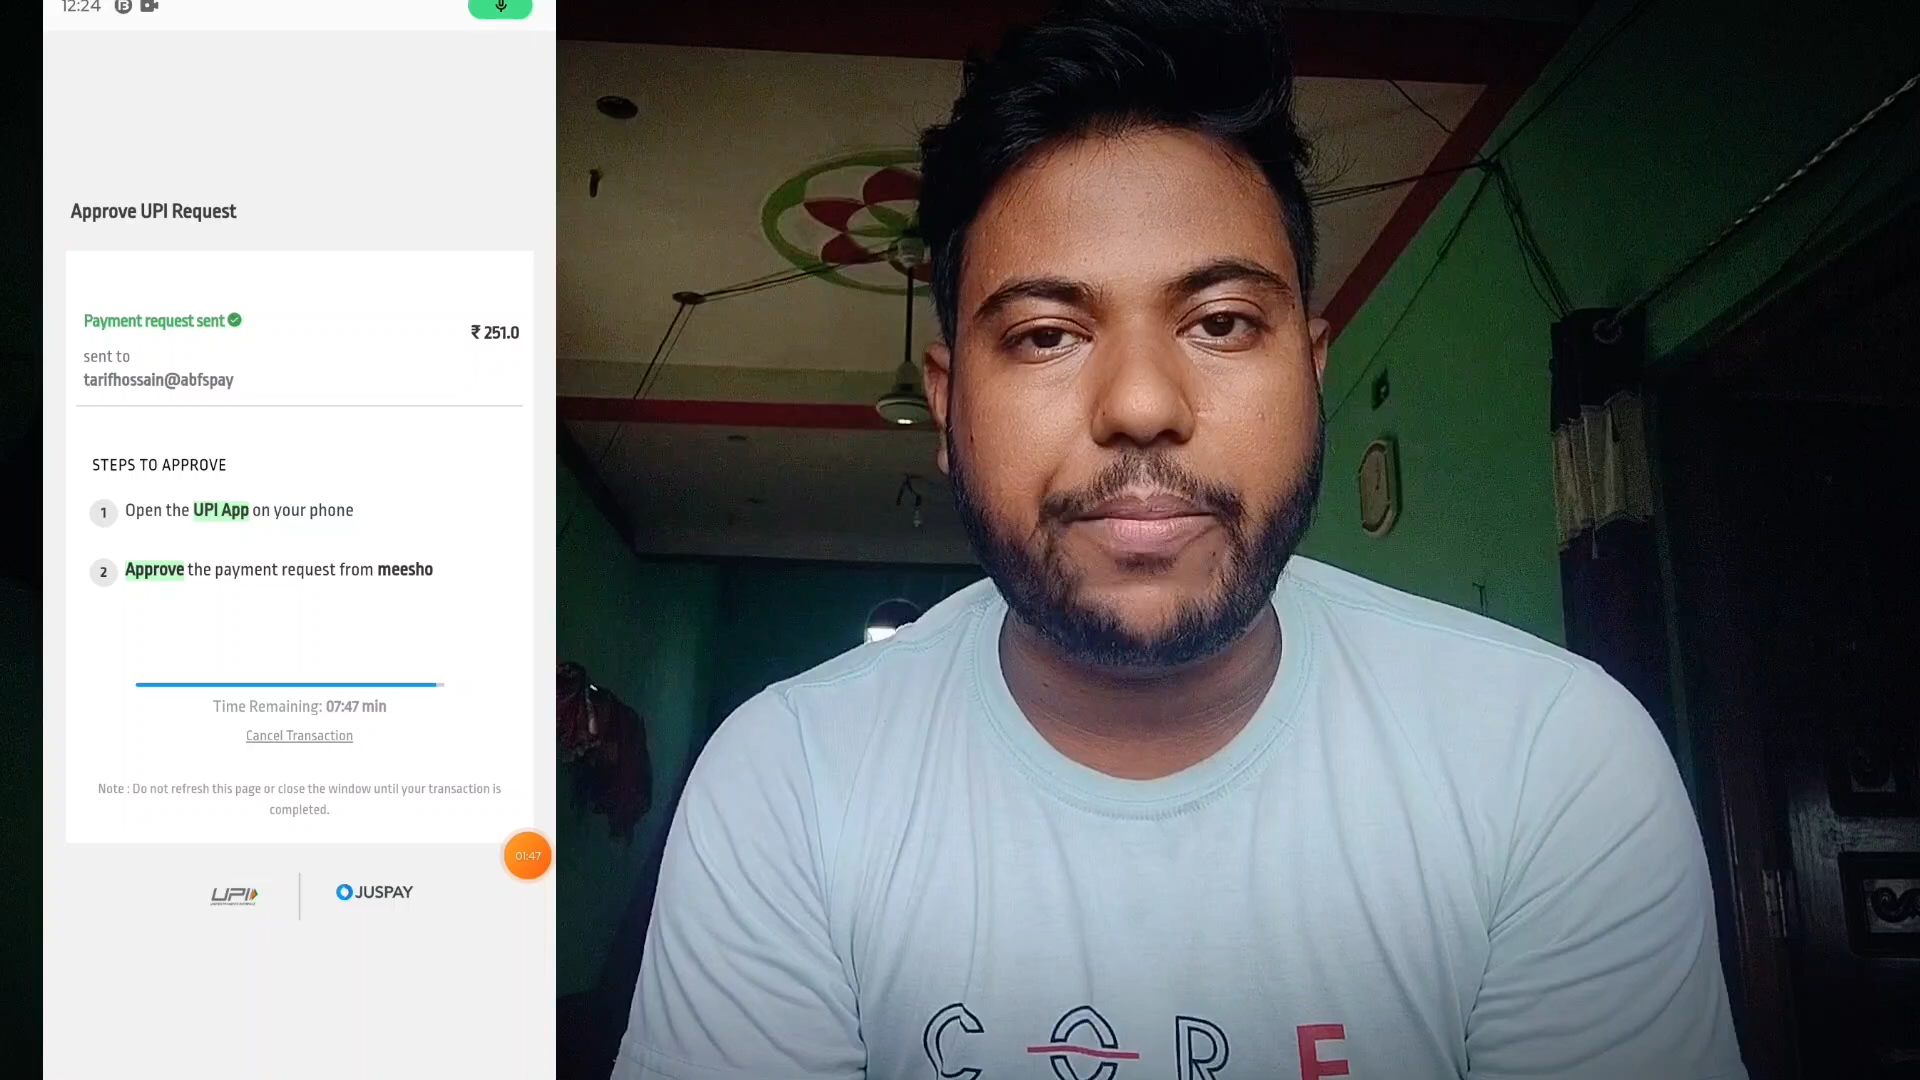 12:24
Approve UPI Request
Payment request sent
₹ 251.0
sent to
tarifhossain@abfspay
STEPS TO APPROVE
1 Open the UPI App on your phone
2 Approve the payment request from meesho
Time Remaining: 07:47 min
Cancel Transaction
Note : Do not refresh this page or close the window until your transaction is
completed.
01:47
UPI
JUSPAY
CORE